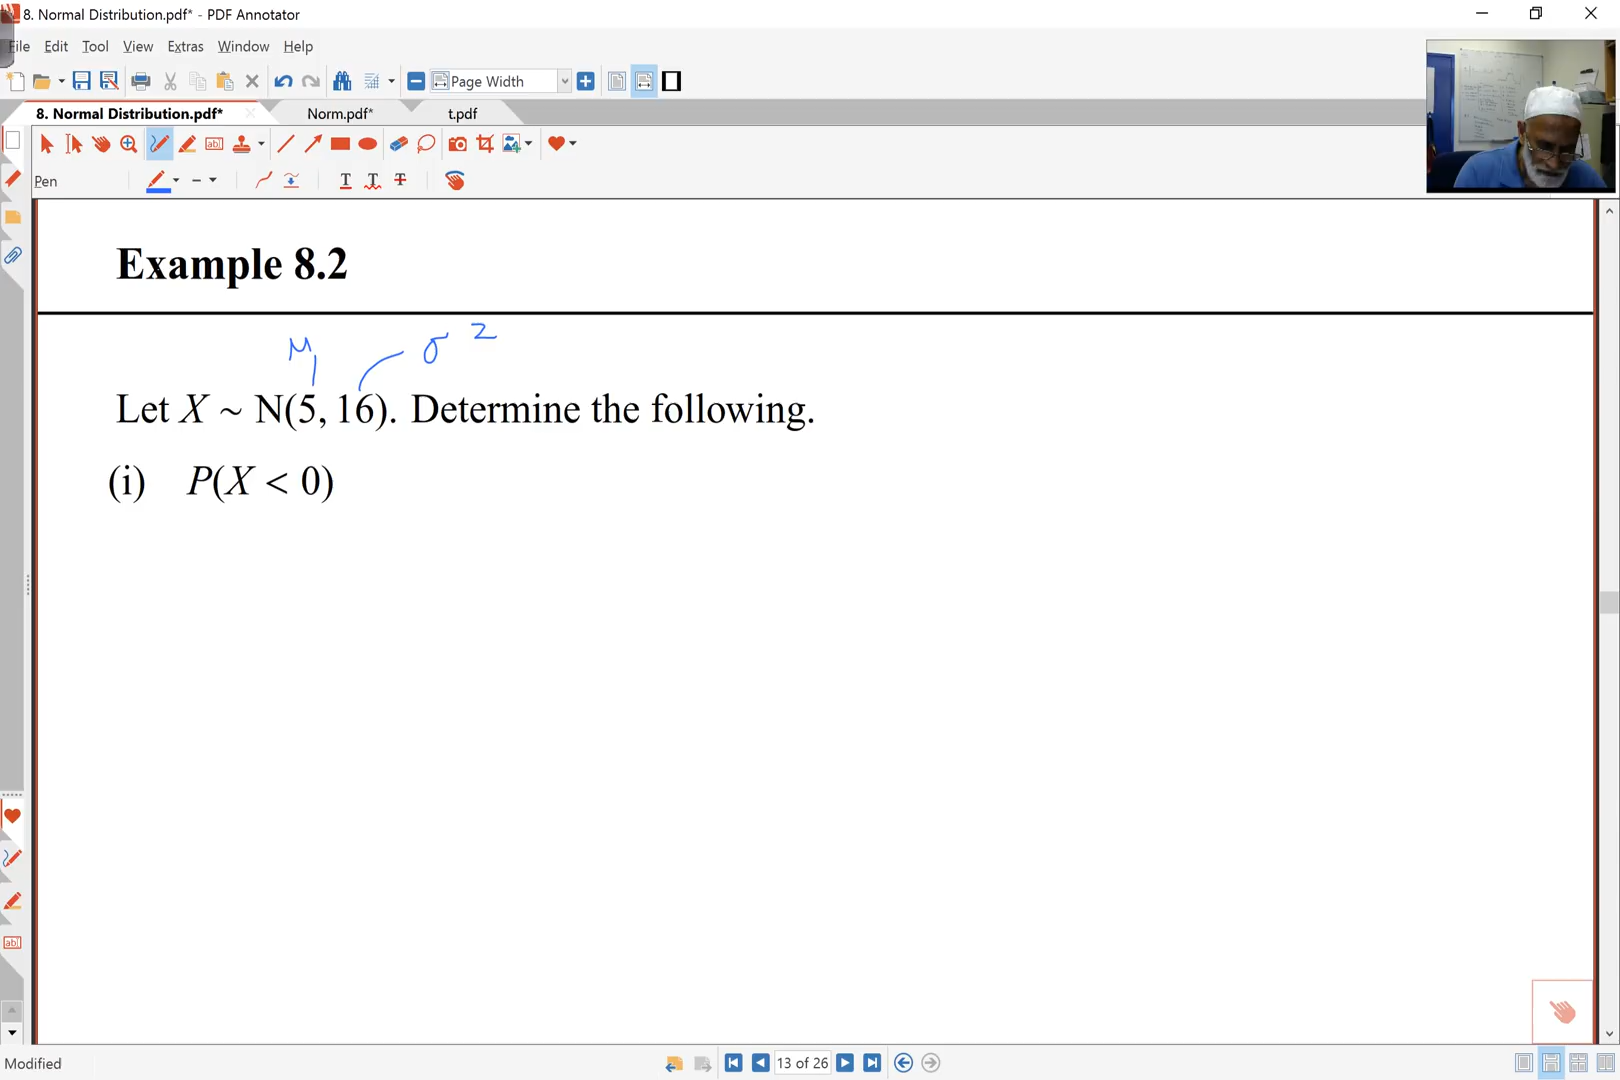 8. Normal Distribution.pdf* - PDF Annotator
File Edit Tool View Extras Window Help
Page Width
8. Normal Distribution.pdf* Norm.pdf* t.pdf
Pen
Example 8.2
μ σ 2
Let X ~ N(5, 16). Determine the following.
(i) P(X < 0)
Modified
13 of 26